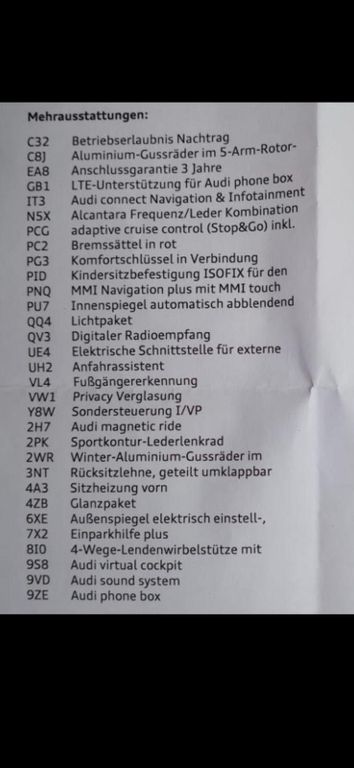 Mehrausstattungen:
C32 Betriebserlaubnis Nachtrag
C8J Aluminium-Gussräder im 5-Arm-Rotor-
EA8 Anschlussgarantie 3 Jahre
GB1 LTE-Unterstützung für Audi phone box
IT3 Audi connect Navigation & Infotainment
N5X Alcantara Frequenz/Leder Kombination
PCG adaptive cruise control (Stop&Go) inkl.
PC2 Bremssättel in rot
PG3 Komfortschlüssel in Verbindung
PID Kindersitzbefestigung ISOFIX für den
PNQ MMI Navigation plus mit MMI touch
PU7 Innenspiegel automatisch abblendend
QQ4 Lichtpaket
QV3 Digitaler Radioempfang
UE4 Elektrische Schnittstelle für externe
UH2 Anfahrassistent
VL4 Fußgängererkennung
VW1 Privacy Verglasung
Y8W Sondersteuerung I/VP
2H7 Audi magnetic ride
2PK Sportkontur-Lederlenkrad
2WR Winter-Aluminium-Gussräder im
3NT Rücksitzlehne, geteilt umklappbar
4A3 Sitzheizung vorn
4ZB Glanzpaket
6XE Außenspiegel elektrisch einstell-,
7X2 Einparkhilfe plus
8I0 4-Wege-Lendenwirbelstütze mit
9S8 Audi virtual cockpit
9VD Audi sound system
9ZE Audi phone box